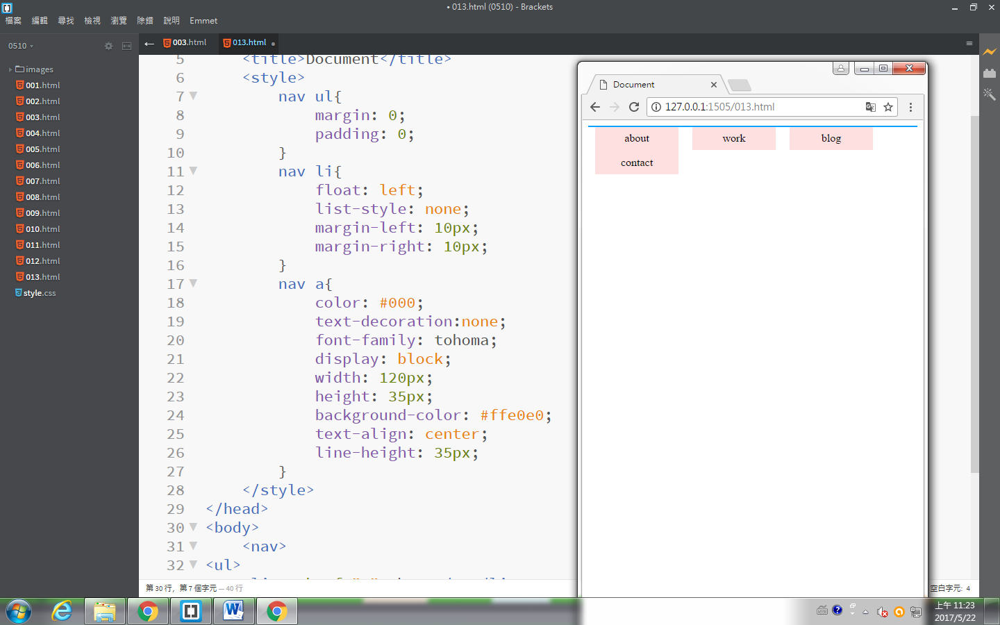 • 013.html (0510) - Brackets
檔案 編輯 尋找 檢視 瀏覽 除錯 說明 Emmet
0510
images
001.html
002.html
003.html
004.html
005.html
006.html
007.html
008.html
009.html
010.html
011.html
012.html
013.html
style.css
003.html 013.html
5 <title>Document</title>
6 <style>
7 nav ul{
8 margin: 0;
9 padding: 0;
10 }
11 nav li{
12 float: left;
13 list-style: none;
14 margin-left: 10px;
15 margin-right: 10px;
16 }
17 nav a{
18 color: #000;
19 text-decoration:none;
20 font-family: tohoma;
21 display: block;
22 width: 120px;
23 height: 35px;
24 background-color: #ffe0e0;
25 text-align: center;
26 line-height: 35px;
27 }
28 </style>
29 </head>
30 <body>
31 <nav>
32 <ul>
第 30 行，第 7 個字元 — 40 行
空白字元: 4
Document
127.0.0.1:1505/013.html
about work blog
contact
上午 11:23
2017/5/22